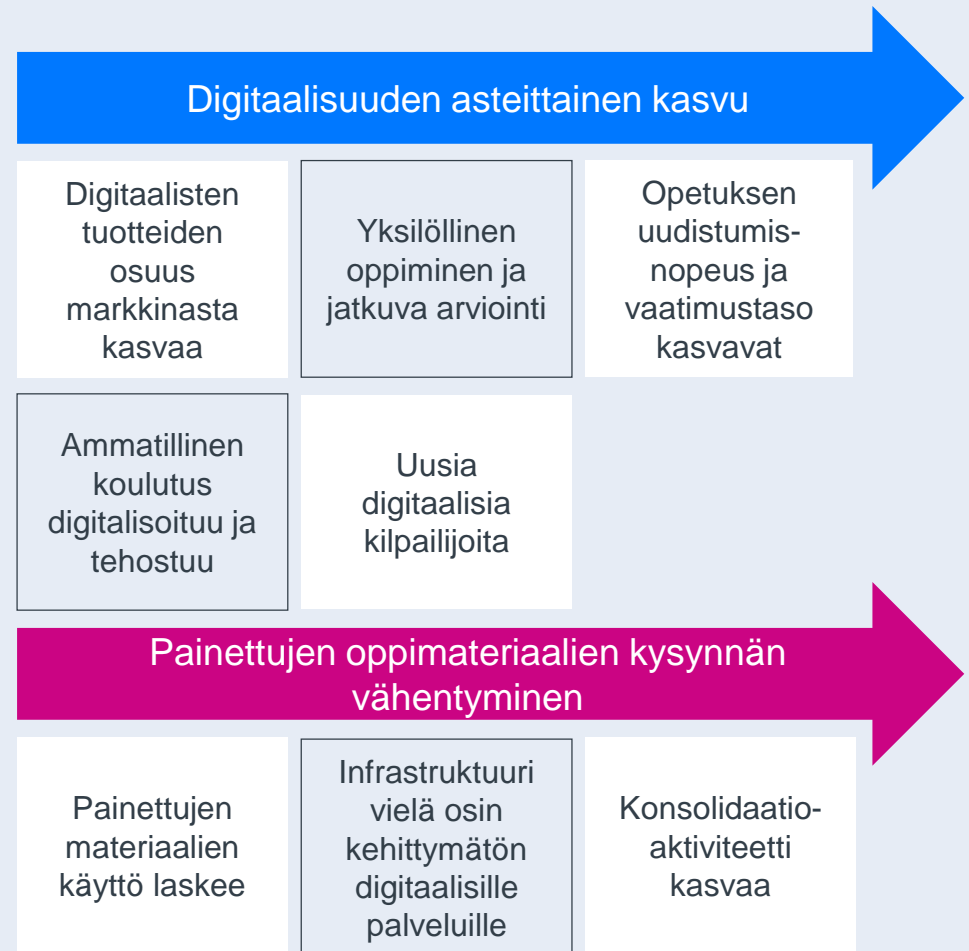 Digitaalisuuden asteittainen kasvu
Digitaalisten
tuotteiden
osuus
markkinasta
kasvaa
Yksilöllinen
oppiminen ja
jatkuva arviointi
Opetuksen
uudistumis-
nopeus ja
vaatimustaso
kasvavat
Ammatillinen
koulutus
digitalisoituu ja
tehostuu
Uusia
digitaalisia
kilpailijoita
Painettujen oppimateriaalien kysynnän
vähentyminen
Painettujen
materiaalien
käyttö laskee
Infrastruktuuri
vielä osin
kehittymätön
digitaalisille
palveluille
Konsolidaatio-
aktiviteetti
kasvaa